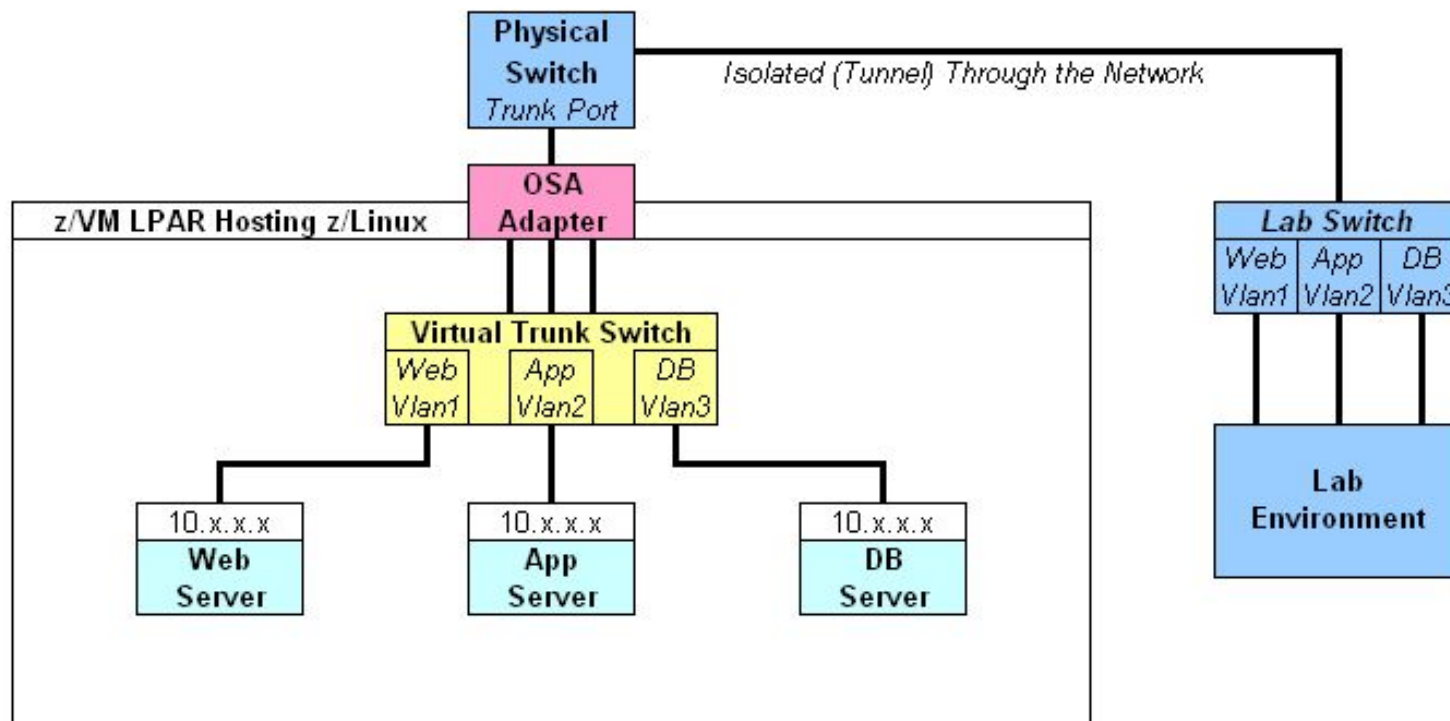 Physical
Switch
Trunk Port
Isolated (Tunnel) Through the Network
OSA
Adapter
z/VM LPAR Hosting z/Linux
Lab Switch
Web
Vlan1
App
Vlan2
DB
Vlan3
Virtual Trunk Switch
Web
Vlan1
App
Vlan2
DB
Vlan3
Lab
Environment
10.x.x.x
Web
Server
10.x.x.x
App
Server
10.x.x.x
DB
Server